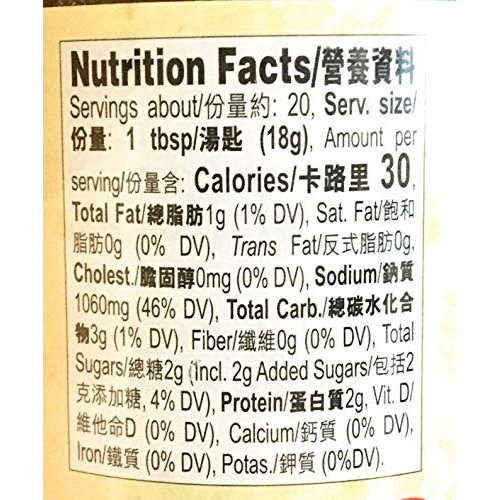 Nutrition Facts/營養資料
Servings about/份量約: 20, Serv. size/
份量: 1 tbsp/湯匙 (18g), Amount per
serving/份量含: Calories/卡路里 30,
Total Fat/總脂肪1g (1% DV), Sat. Fat/飽和
脂肪0g (0% DV), Trans Fat/反式脂肪0g,
Cholest./膽固醇0mg (0% DV), Sodium/鈉質
1060mg (46% DV), Total Carb./總碳水化合
物3g (1% DV), Fiber/纖維0g (0% DV), Total
Sugars/總糖2g (incl. 2g Added Sugars/包括2
克添加糖, 4% DV), Protein/蛋白質2g, Vit. D/
維他命D (0% DV), Calcium/鈣質 (0% DV),
Iron/鐵質 (0% DV), Potas./鉀質 (0%DV).